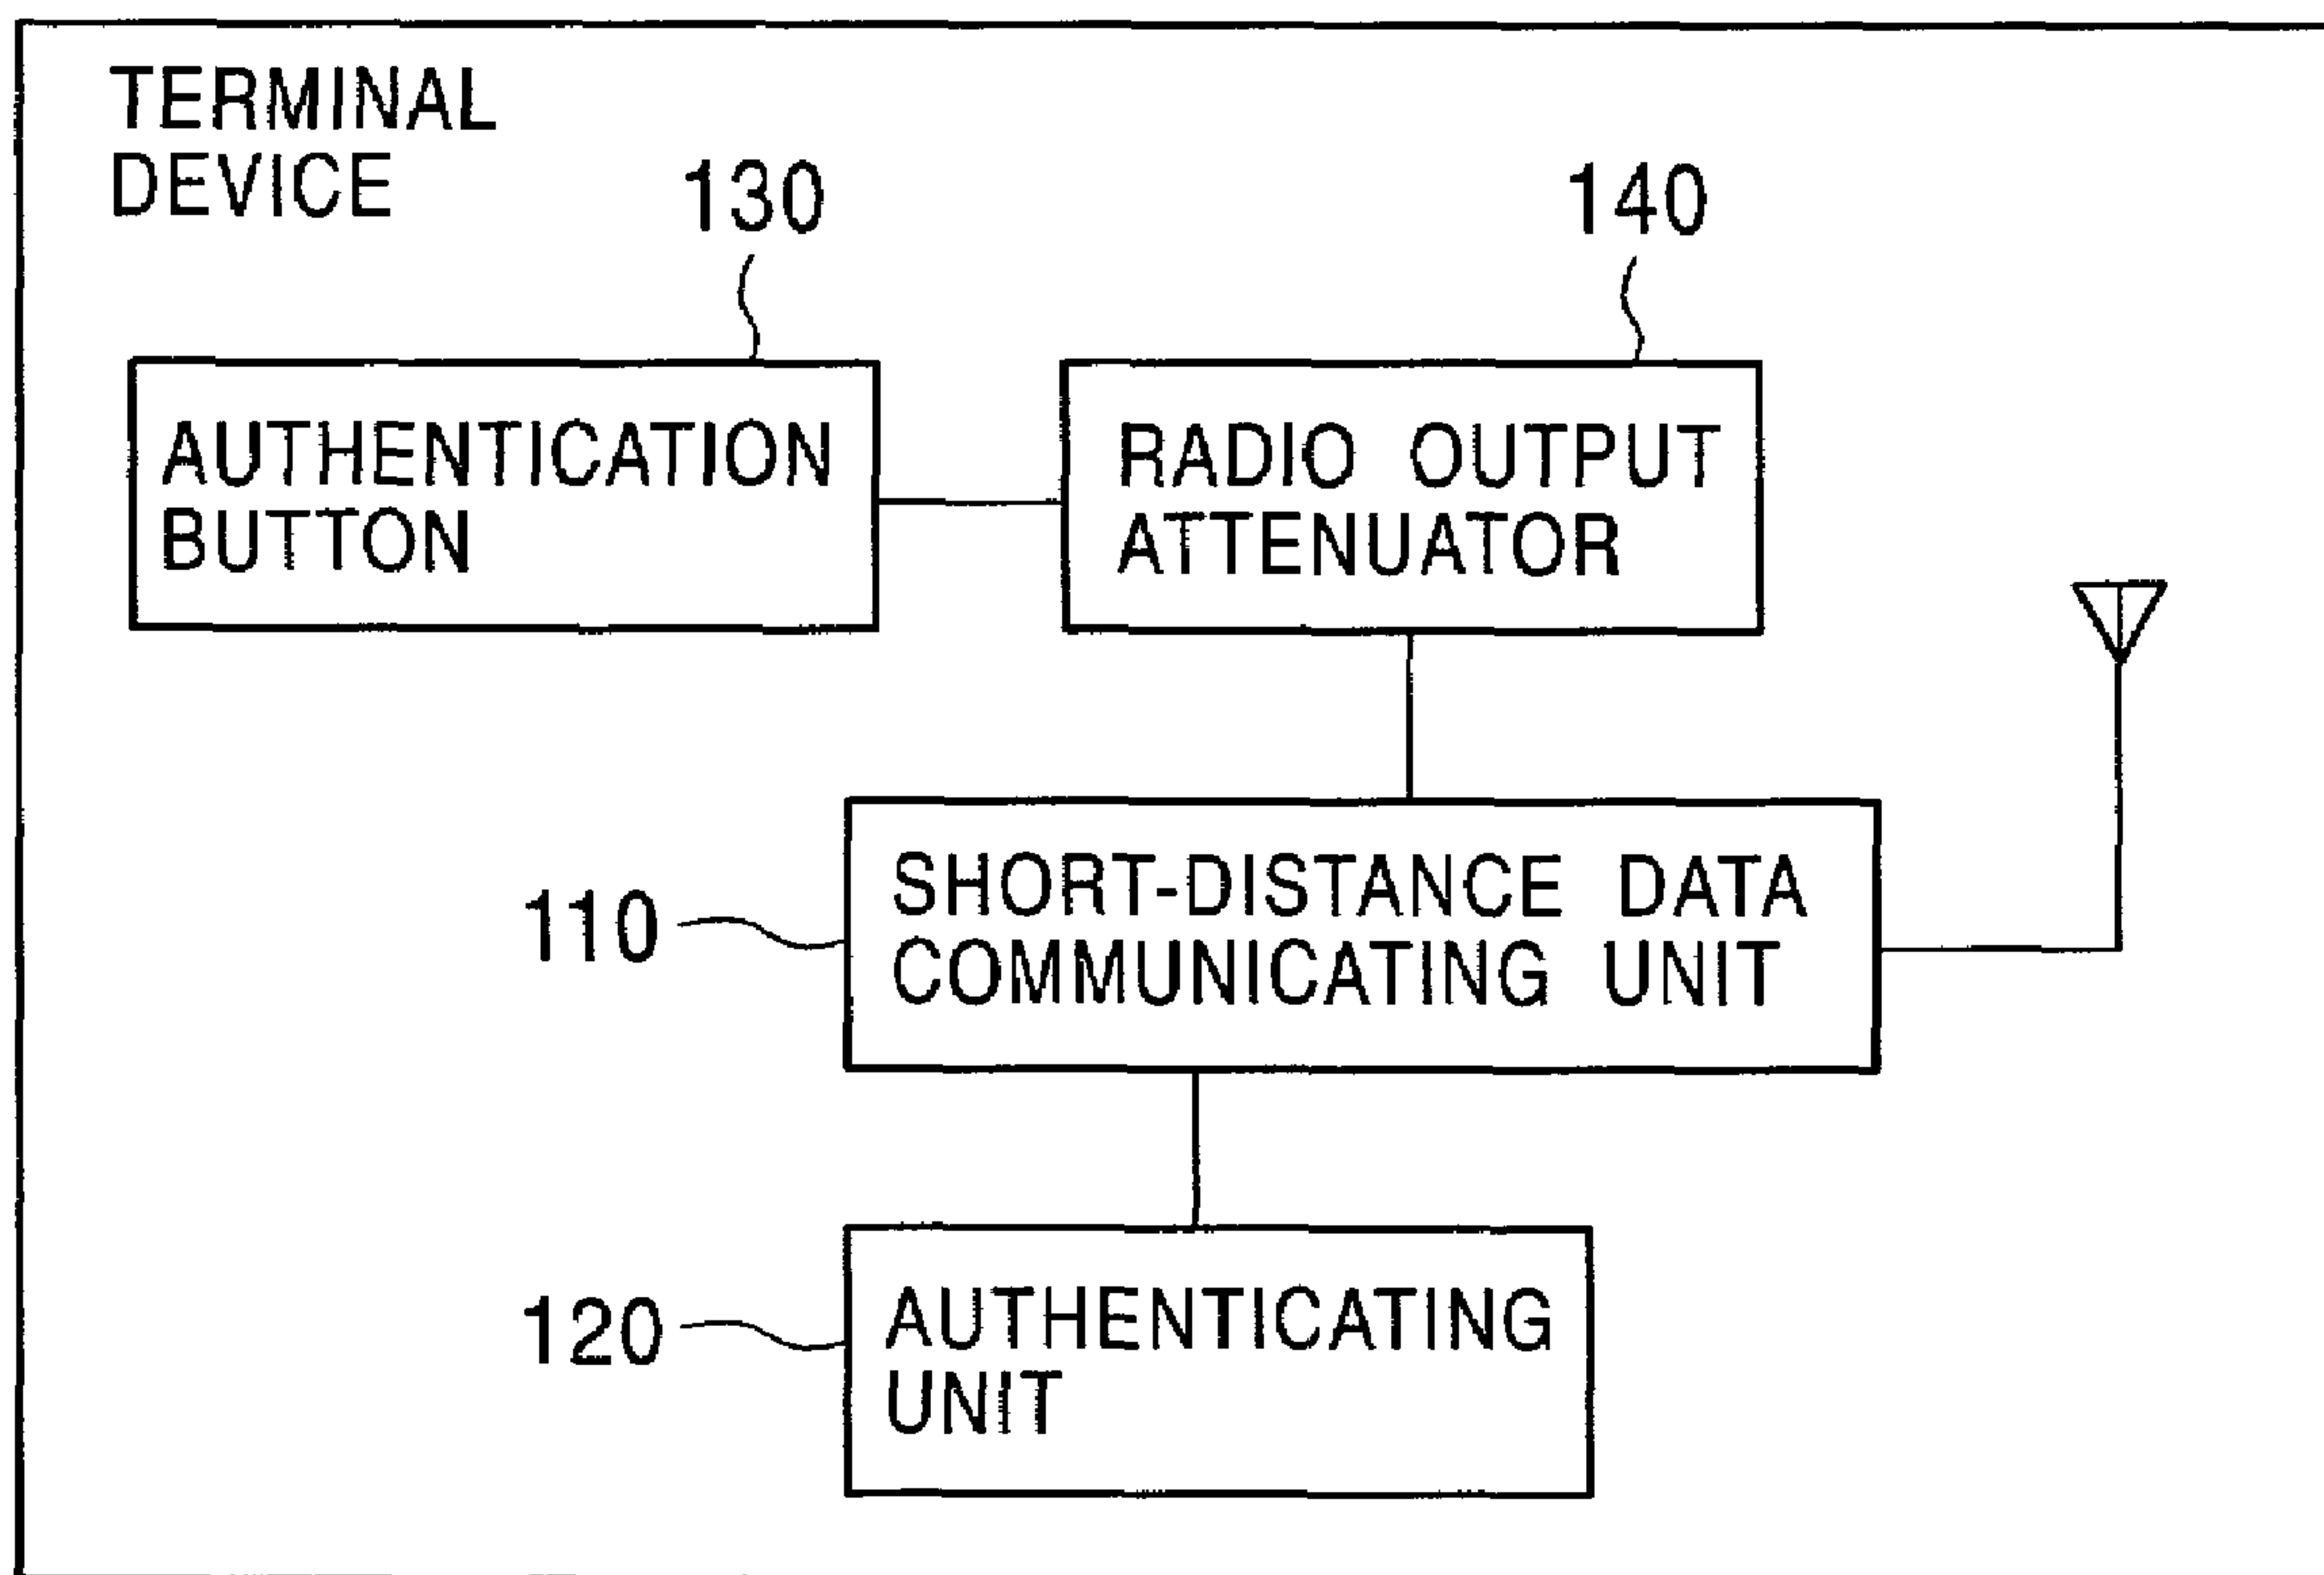 TERMINAL
DEVICE
130
140
AUTHENTICATION
BUTTON
RADIO OUTPUT
ATTENUATOR
110
SHORT-DISTANCE DATA
COMMUNICATING UNIT
120
AUTHENTICATING
UNIT